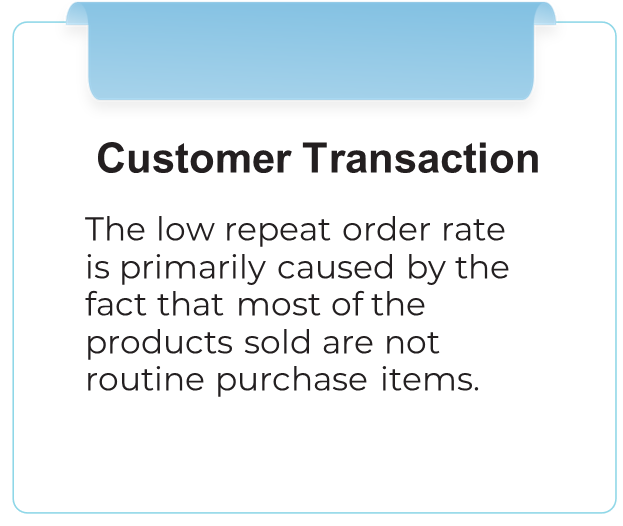 Customer Transaction
The low repeat order rate
is primarily caused by the
fact that most of the
products sold are not
routine purchase items.